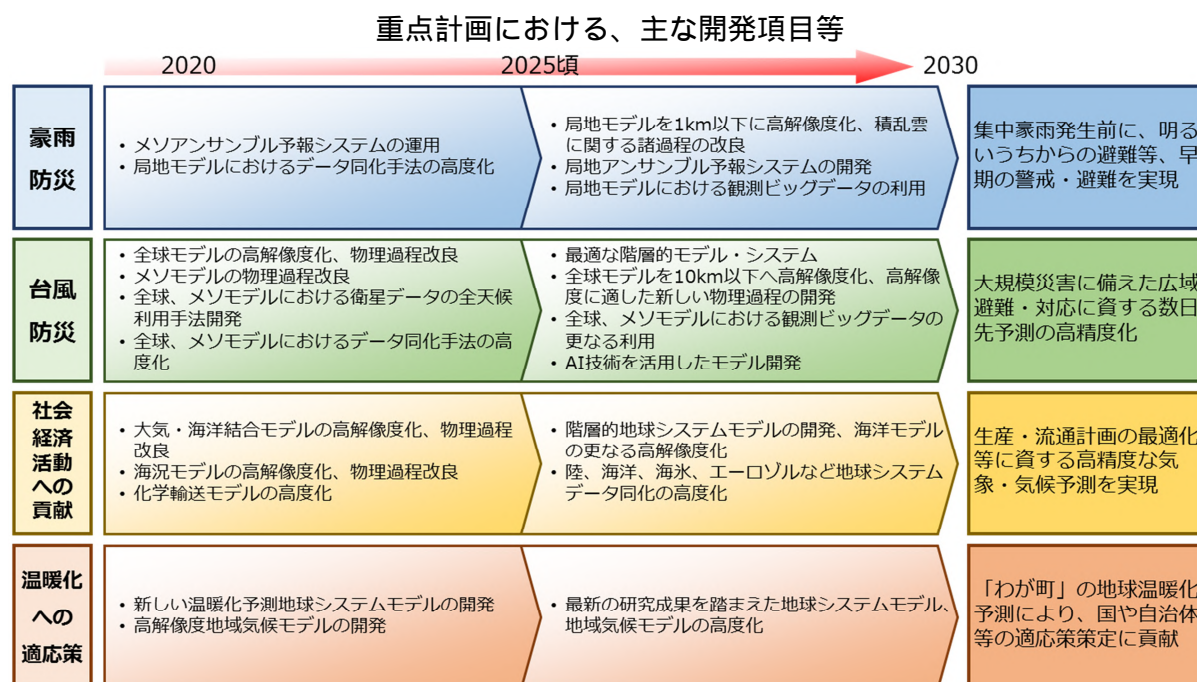 重点計画における、主な開発項目等
2020
2025頃
2030
豪雨
防災
・メソアンサンブル予報システムの運用
・局地モデルにおけるデータ同化手法の高度化
・局地モデルを1km以下に高解像度化、積乱雲
に関する諸過程の改良
・局地アンサンブル予報システムの開発
・局地モデルにおける観測ビッグデータの利用
集中豪雨発生前に、明る
いうちからの避難等、早
期の警戒・避難を実現
台風
防災
・全球モデルの高解像度化、物理過程改良
・メソモデルの物理過程改良
・全球、メソモデルにおける衛星データの全天候
利用手法開発
・全球、メソモデルにおけるデータ同化手法の高
度化
・最適な階層的モデル・システム
・全球モデルを10km以下へ高解像度化、高解像
度に適した新しい物理過程の開発
・全球、メソモデルにおける観測ビッグデータの
更なる利用
・AI技術を活用したモデル開発
大規模災害に備えた広域
避難・対応に資する数日
先予測の高精度化
社会
経済
活動
への
貢献
・大気・海洋結合モデルの高解像度化、物理過程
改良
・海況モデルの高解像度化、物理過程改良
・化学輸送モデルの高度化
・階層的地球システムモデルの開発、海洋モデル
の更なる高解像度化
・陸、海洋、海氷、エーロゾルなど地球システム
データ同化の高度化
生産・流通計画の最適化
等に資する高精度な気
象・気候予測を実現
温暖化
への
適応策
・新しい温暖化予測地球システムモデルの開発
・高解像度地域気候モデルの開発
・最新の研究成果を踏まえた地球システムモデル、
地域気候モデルの高度化
「わが町」の地球温暖化
予測により、国や自治体
等の適応策策定に貢献